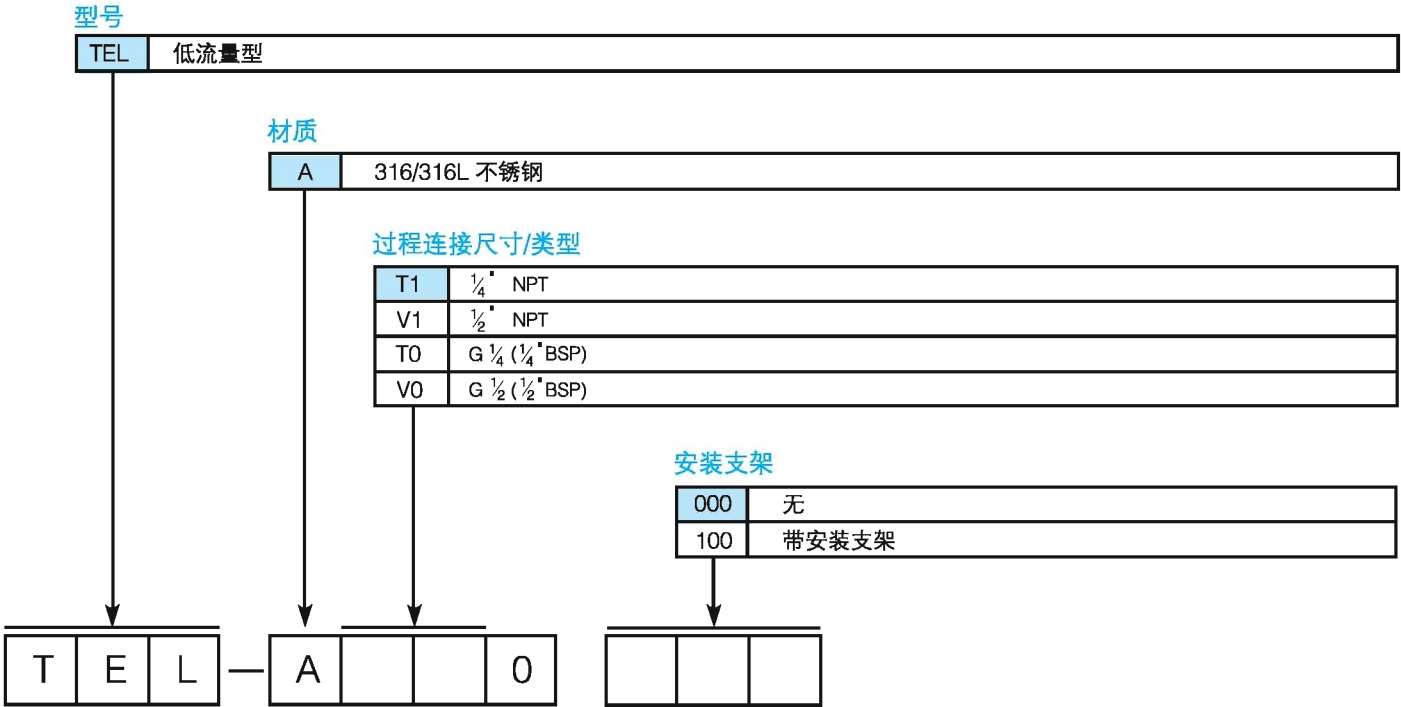 型号
TEL 低流量型
材质
A 316/316L 不锈钢
过程连接尺寸/类型
T1 ¼" NPT
V1 ½" NPT
T0 G ¼ (¼"BSP)
V0 G ½ (½"BSP)
安装支架
000 无
100 带安装支架
T E L — A 0